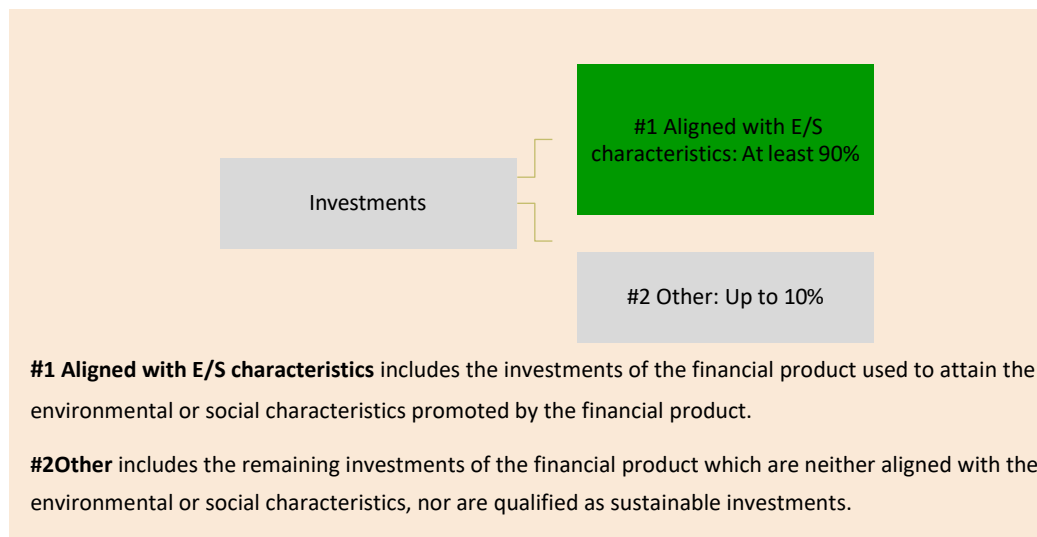 #1 Aligned with E/S
characteristics: At least 90%
Investments
#2 Other: Up to 10%
#1 Aligned with E/S characteristics includes the investments of the financial product used to attain the
environmental or social characteristics promoted by the financial product.
#2Other includes the remaining investments of the financial product which are neither aligned with the
environmental or social characteristics, nor are qualified as sustainable investments.